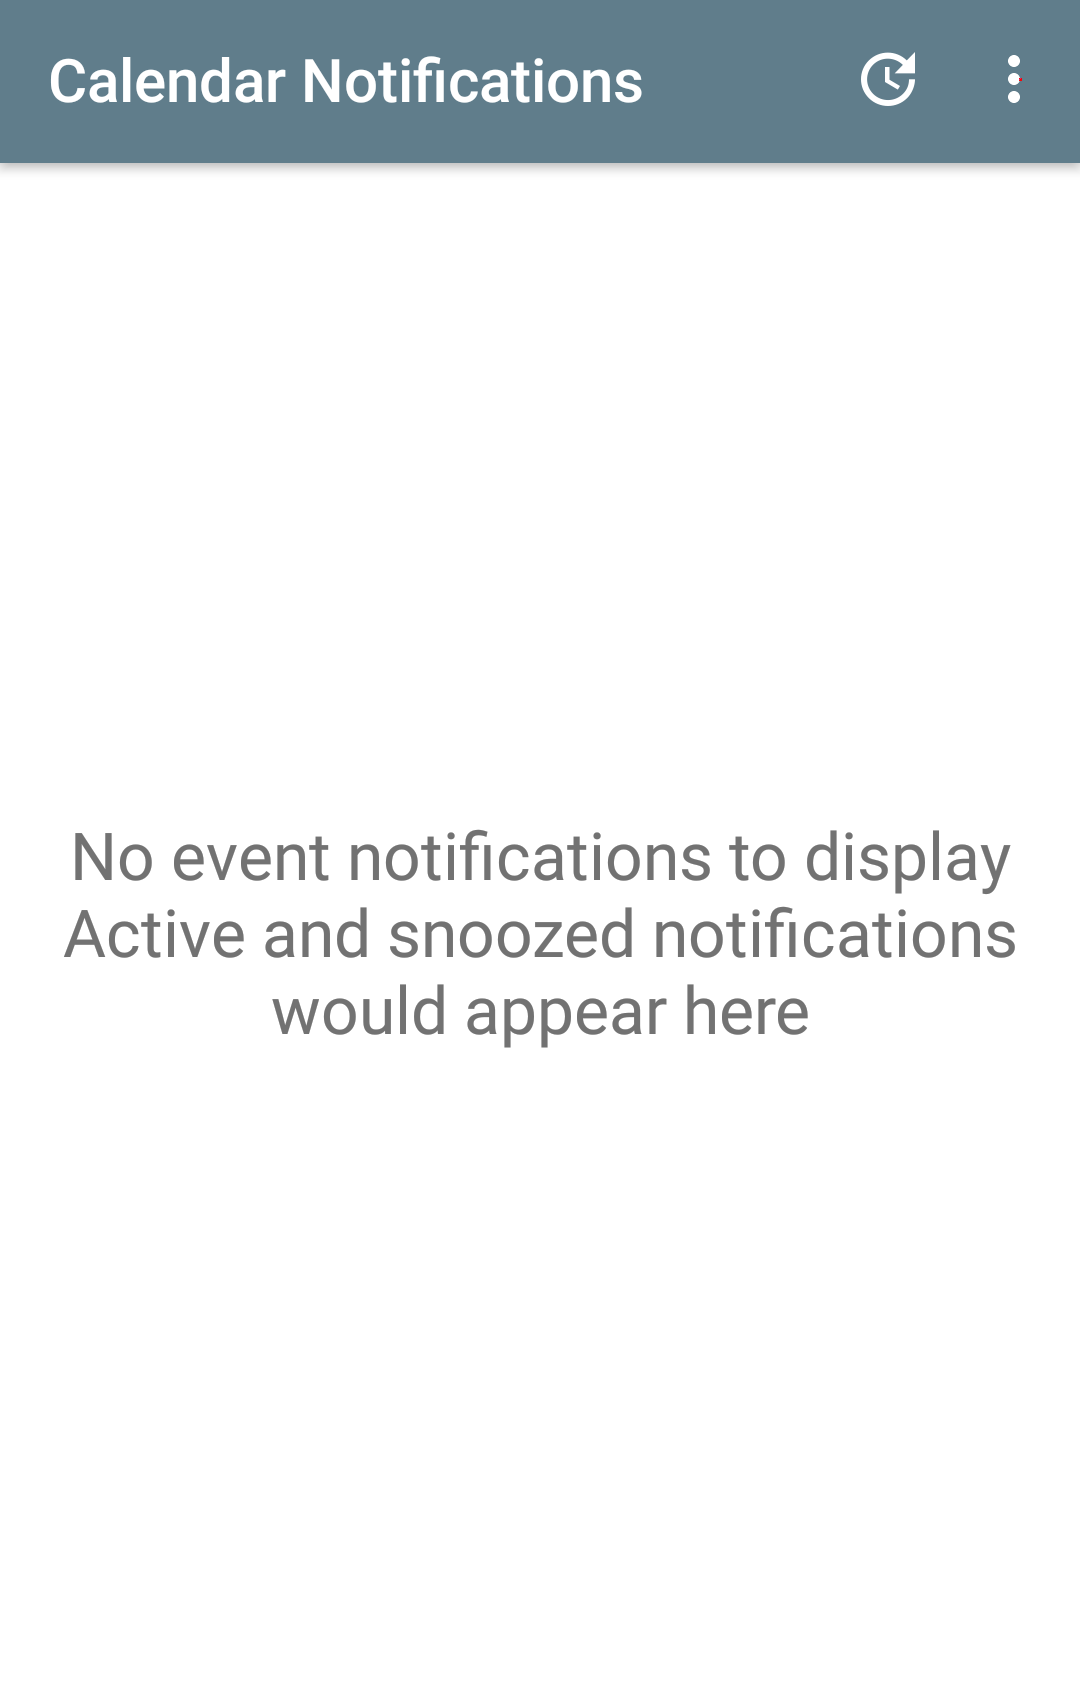 Calendar Notifications
No event notifications to display
Active and snoozed notifications
would appear here